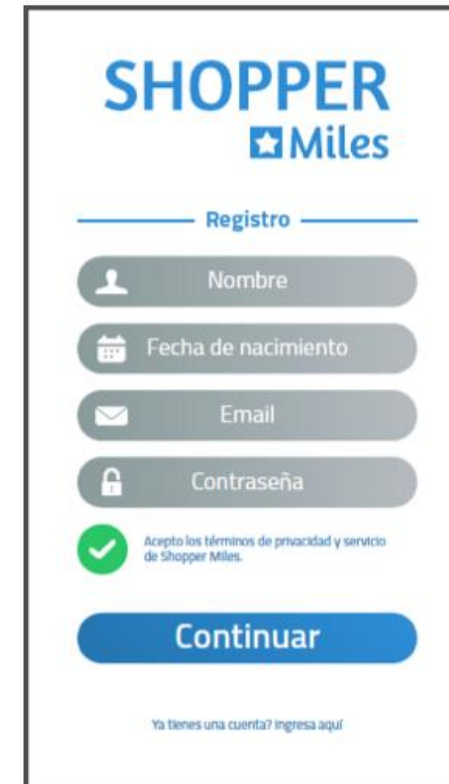 SHOPPER
Miles
Registro
Nombre
Fecha de nacimiento
Email
Contraseña
Acepto los términos de privacidad y servicio
de Shopper Miles.
Continuar
Ya tienes una cuenta? Ingresa aquí